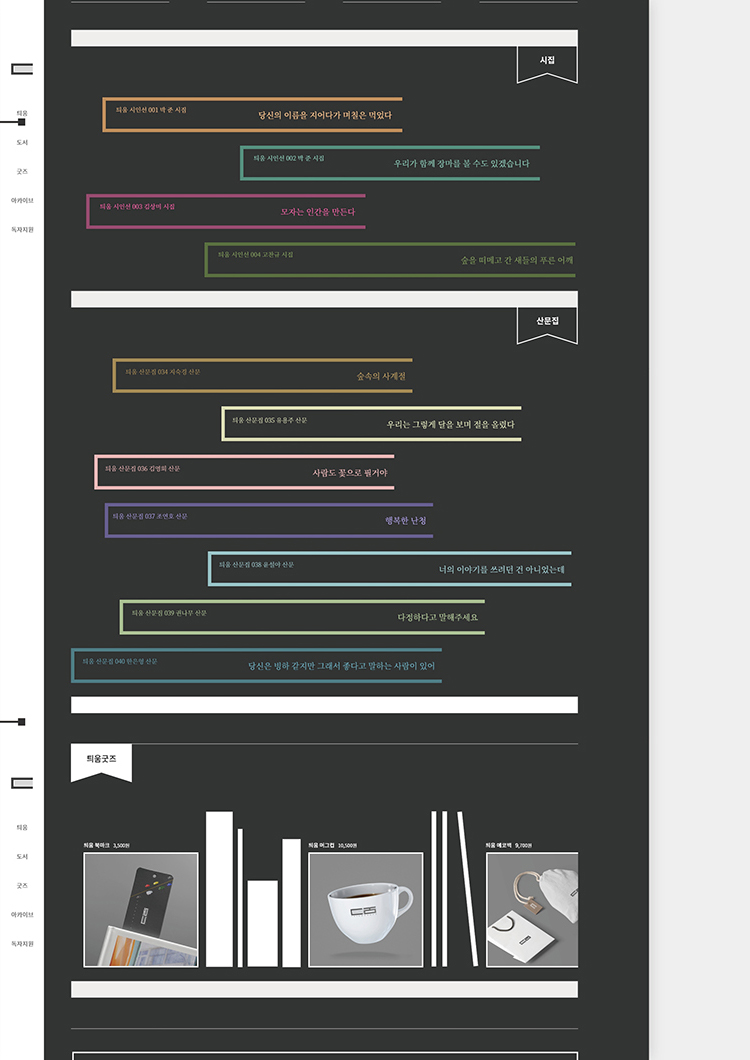 시집
틔움
틔움 시인선 001 박 준 시집
당신의 이름을 지어다가 며칠은 먹었다
도서
틔움 시인선 002 박 준 시집
우리가 함께 장마를 볼 수도 있겠습니다
굿즈
아카이브
틔움 시인선 003 김상혁 시집
모자는 인간을 만든다
독자지원
틔움 시인선 004 고찬규 시집
숲을 떠메고 간 새들의 푸른 어깨
산문집
틔움 산문집 034 지숙경 산문
숲속의 사계절
틔움 산문집 035 유용주 산문
우리는 그렇게 달을 보며 절을 올렸다
틔움 산문집 036 김명희 산문
사람도 꽃으로 필거야
틔움 산문집 037 조연호 산문
행복한 난청
틔움 산문집 038 윤설야 산문
너의 이야기를 쓰려던 건 아니었는데
틔움 산문집 039 권나무 산문
다정하다고 말해주세요
틔움 산문집 040 한은형 산문
당신은 빙하 같지만 그래서 좋다고 말하는 사람이 있어
틔움굿즈
틔움
틔움 북마크 3,500원
틔움 머그컵 10,500원
틔움 에코백 9,700원
도서
굿즈
아카이브
독자지원